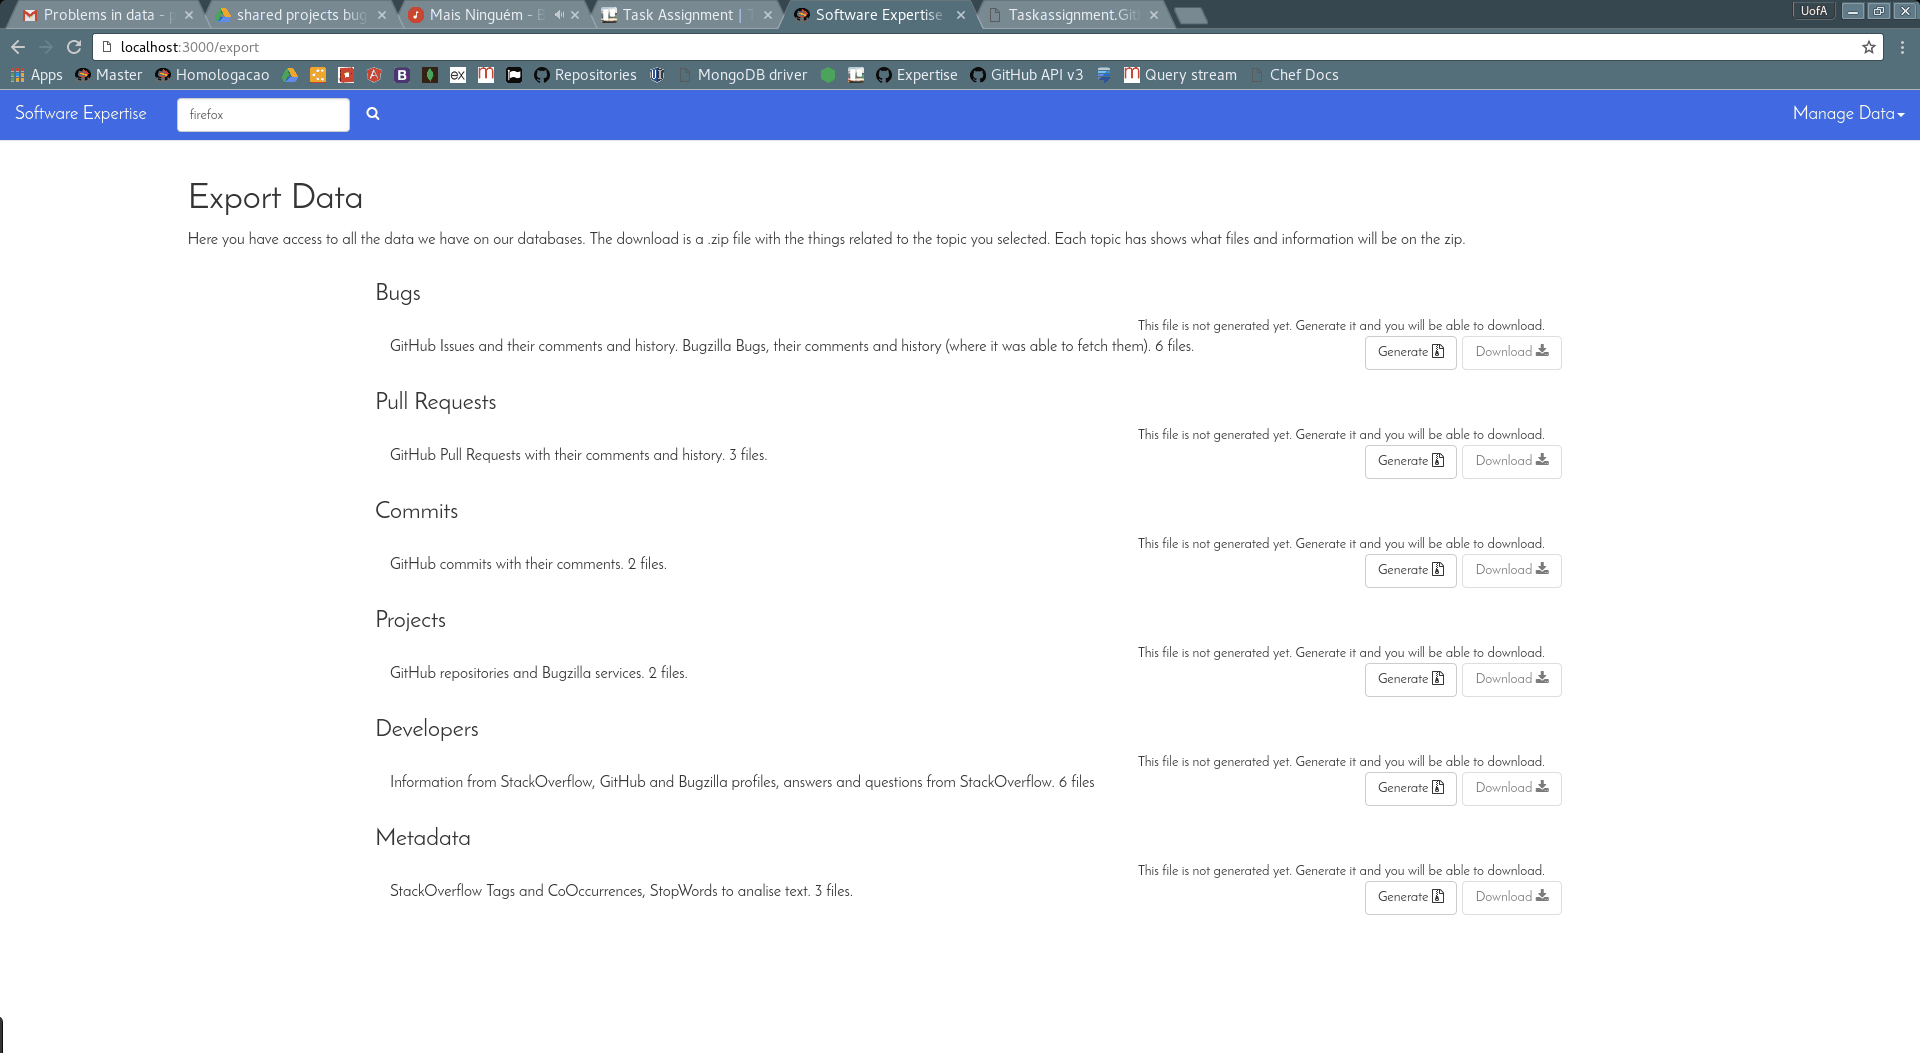 Problems in data - p
shared projects bug
Mais Ninguém - B
Task Assignment | T
Software Expertise
Taskassignment.Git
UofA
localhost:3000/export
Apps
Master
Homologacao
B
ex
Repositories
MongoDB driver
Expertise
GitHub API v3
Query stream
Chef Docs
Software Expertise
firefox
Manage Data
Export Data
Here you have access to all the data we have on our databases. The download is a .zip file with the things related to the topic you selected. Each topic has shows what files and information will be on the zip.
Bugs
This file is not generated yet. Generate it and you will be able to download.
GitHub Issues and their comments and history. Bugzilla Bugs, their comments and history (where it was able to fetch them). 6 files.
Generate
Download
Pull Requests
This file is not generated yet. Generate it and you will be able to download.
GitHub Pull Requests with their comments and history. 3 files.
Generate
Download
Commits
This file is not generated yet. Generate it and you will be able to download.
GitHub commits with their comments. 2 files.
Generate
Download
Projects
This file is not generated yet. Generate it and you will be able to download.
GitHub repositories and Bugzilla services. 2 files.
Generate
Download
Developers
This file is not generated yet. Generate it and you will be able to download.
Information from StackOverflow, GitHub and Bugzilla profiles, answers and questions from StackOverflow. 6 files
Generate
Download
Metadata
This file is not generated yet. Generate it and you will be able to download.
StackOverflow Tags and CoOccurrences, StopWords to analise text. 3 files.
Generate
Download